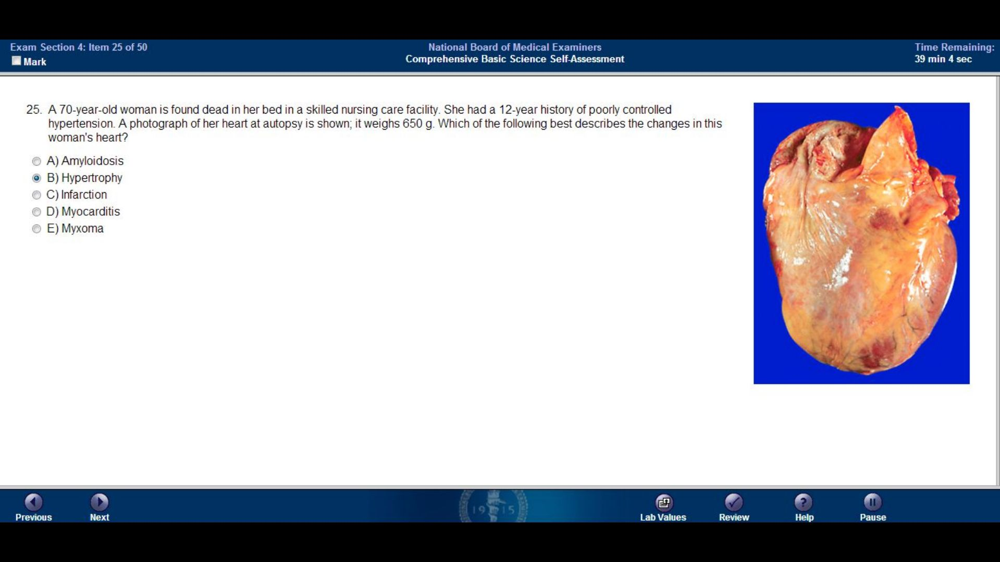 Exam Section 4: Item 25 of 50
Mark
National Board of Medical Examiners
Comprehensive Basic Science Self-Assessment
Time Remaining:
39 min 4 sec
25. A 70-year-old woman is found dead in her bed in a skilled nursing care facility. She had a 12-year history of poorly controlled
hypertension. A photograph of her heart at autopsy is shown; it weighs 650 g. Which of the following best describes the changes in this
woman's heart?
A) Amyloidosis
B) Hypertrophy
C) Infarction
D) Myocarditis
E) Myxoma
1915
Previous
Next
Lab Values
Review
Help
Pause